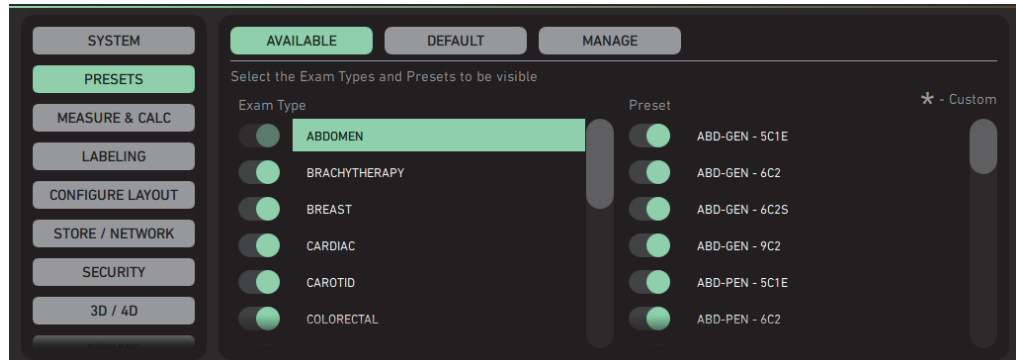 SYSTEM
PRESETS
MEASURE & CALC
LABELING
CONFIGURE LAYOUT
STORE / NETWORK
SECURITY
3D / 4D
AVAILABLE DEFAULT MANAGE
Select the Exam Types and Presets to be visible
Exam Type Preset * - Custom
ABDOMEN ABD-GEN - 5C1E
BRACHYTHERAPY ABD-GEN - 6C2
BREAST ABD-GEN - 6C2S
CARDIAC ABD-GEN - 9C2
CAROTID ABD-PEN - 5C1E
COLORECTAL ABD-PEN - 6C2